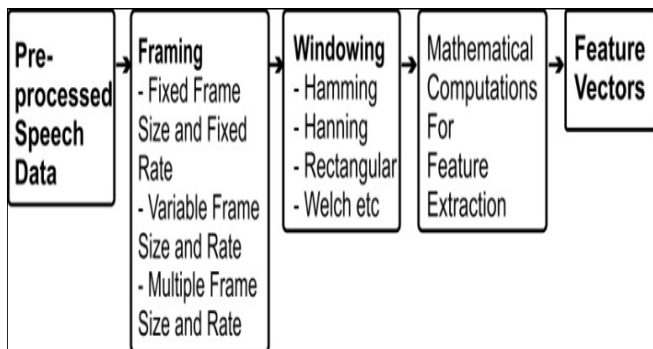 Pre-
processed
Speech
Data
Framing
- Fixed Frame
Size and Fixed
Rate
- Variable Frame
Size and Rate
- Multiple Frame
Size and Rate
Windowing
- Hamming
- Hanning
- Rectangular
- Welch etc
Mathematical
Computations
For
Feature
Extraction
Feature
Vectors